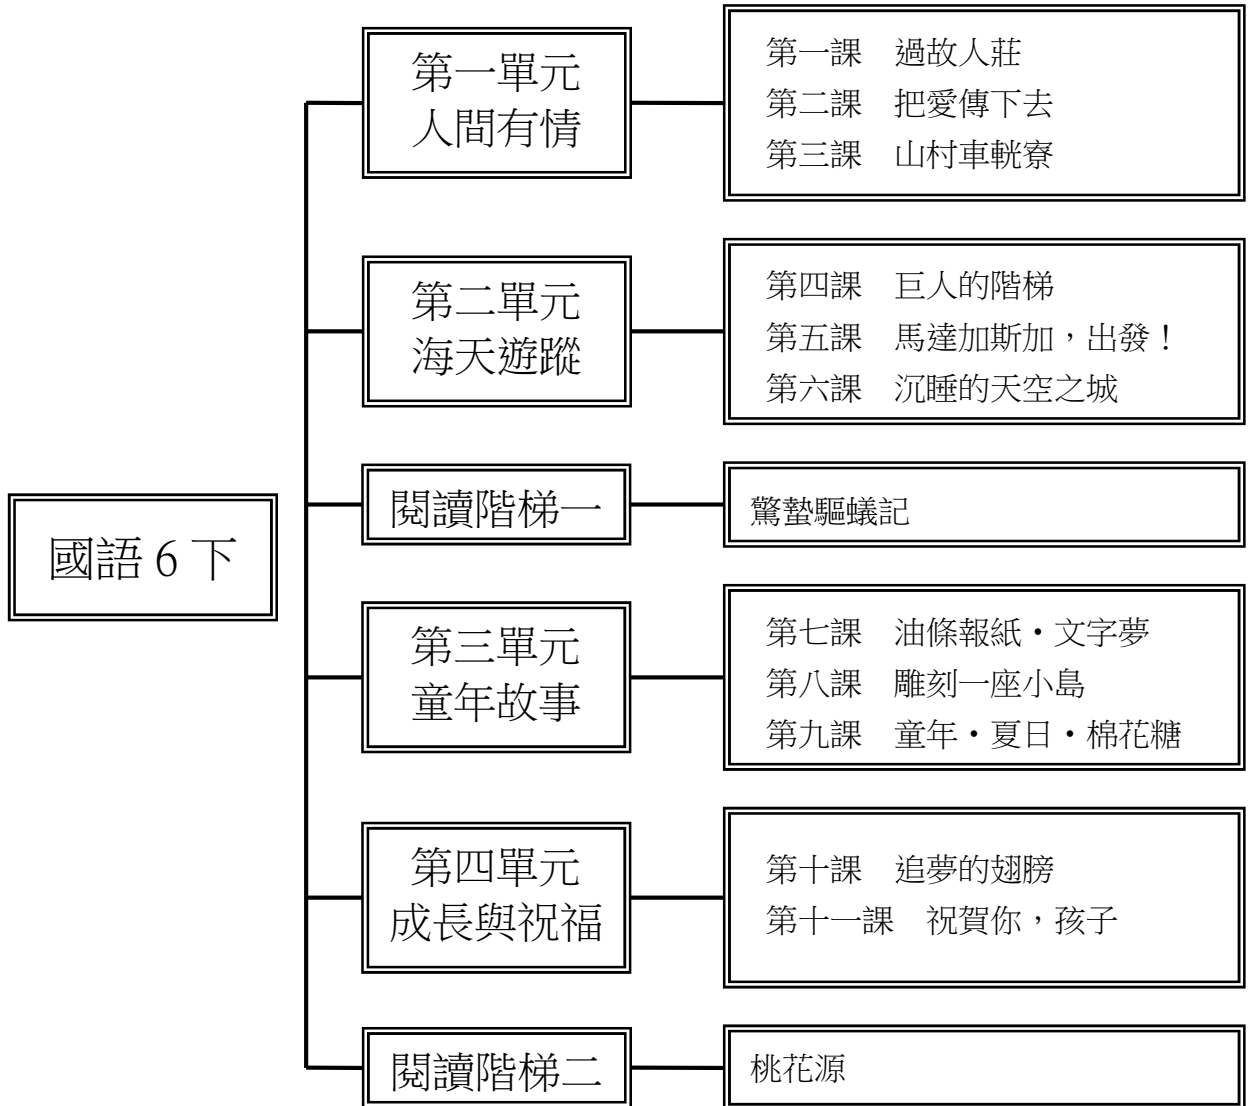 國語6下
第一單元
人間有情
第一課　過故人莊
第二課　把愛傳下去
第三課　山村車輄寮
第二單元
海天遊蹤
第四課　巨人的階梯
第五課　馬達加斯加，出發！
第六課　沉睡的天空之城
閱讀階梯一
驚蟄驅蟻記
第三單元
童年故事
第七課　油條報紙・文字夢
第八課　雕刻一座小島
第九課　童年・夏日・棉花糖
第四單元
成長與祝福
第十課　追夢的翅膀
第十一課　祝賀你，孩子
閱讀階梯二
桃花源